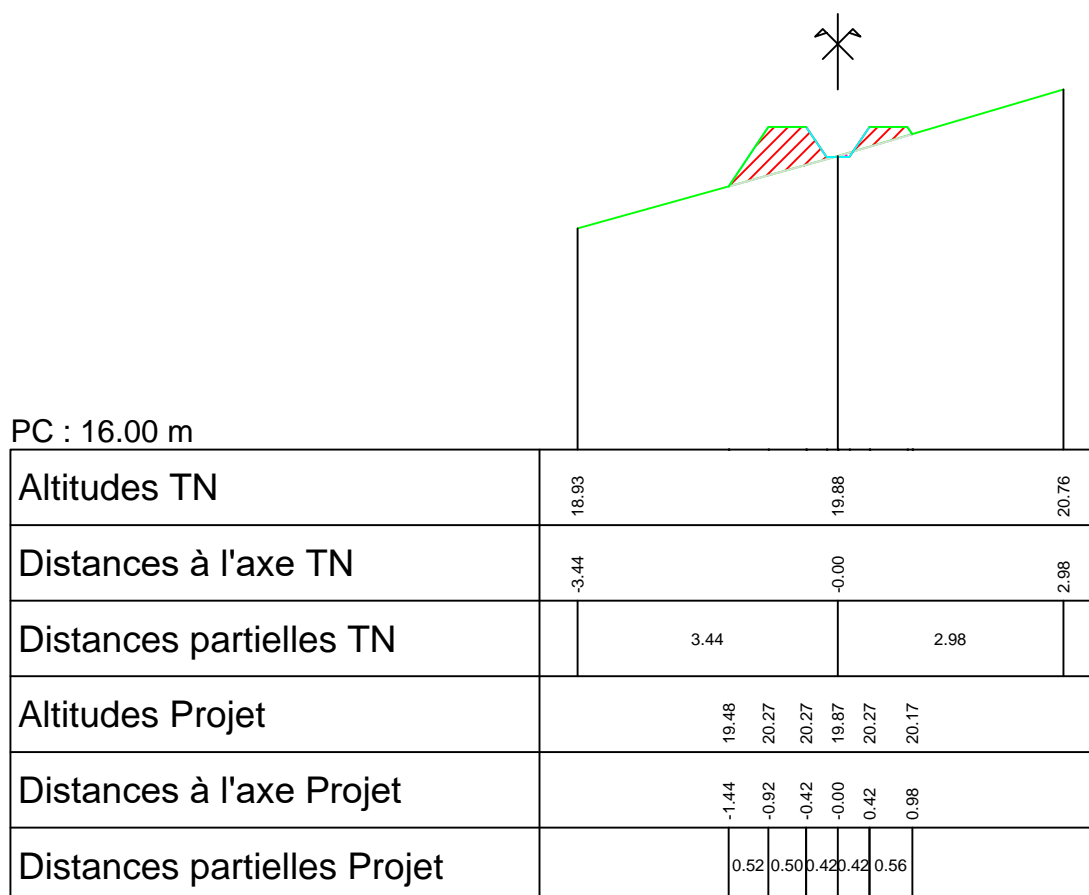 PC : 16.00 m
Altitudes TN 18.93 19.88 20.76
Distances à l'axe TN -3.44 -0.00 2.98
Distances partielles TN 3.44 2.98
Altitudes Projet 19.48 20.27 20.27 19.87 20.27 20.17
Distances à l'axe Projet -1.44 -0.92 -0.42 -0.00 0.42 0.98
Distances partielles Projet 0.52 0.50 0.42 0.42 0.56